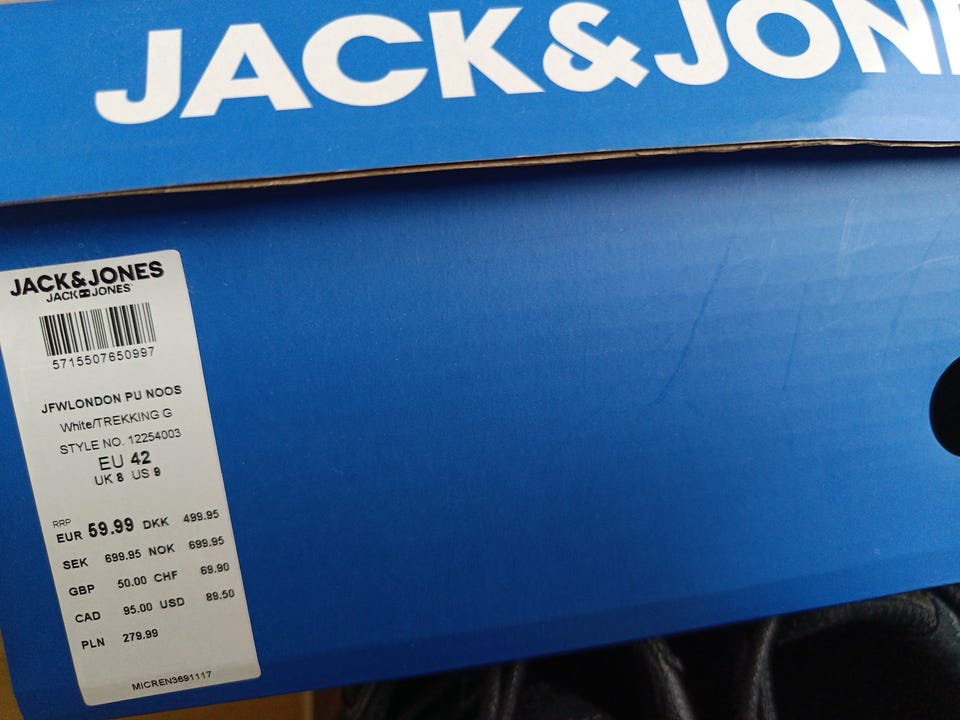 JACK&JON
JACK&JONES
JACK JONES
5715507650997
JFWLONDON PU NOOS
White/TREKKING G
STYLE NO. 12254003
EU 42
UK 8 US 9
RRP
EUR 59.99 DKK 499.95
SEK 699.95 NOK 699.95
GBP 50.00 CHF 69.90
CAD 95.00 USD 89.50
PLN 279.99
MICREN3691117